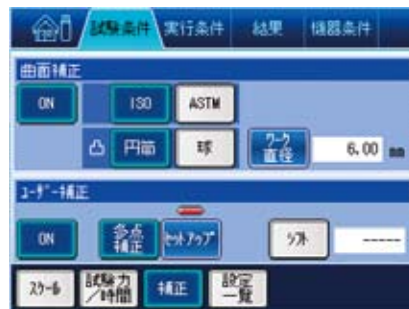 試験条件 実行条件 結果 機器条件
曲面補正
ON ISO ASTM
凸 円筒 球 ワーク直径 6.00 mm
ユーザー補正
ON 多点補正 セットアップ シフト -----
スケール 試験力/時間 補正 設定一覧